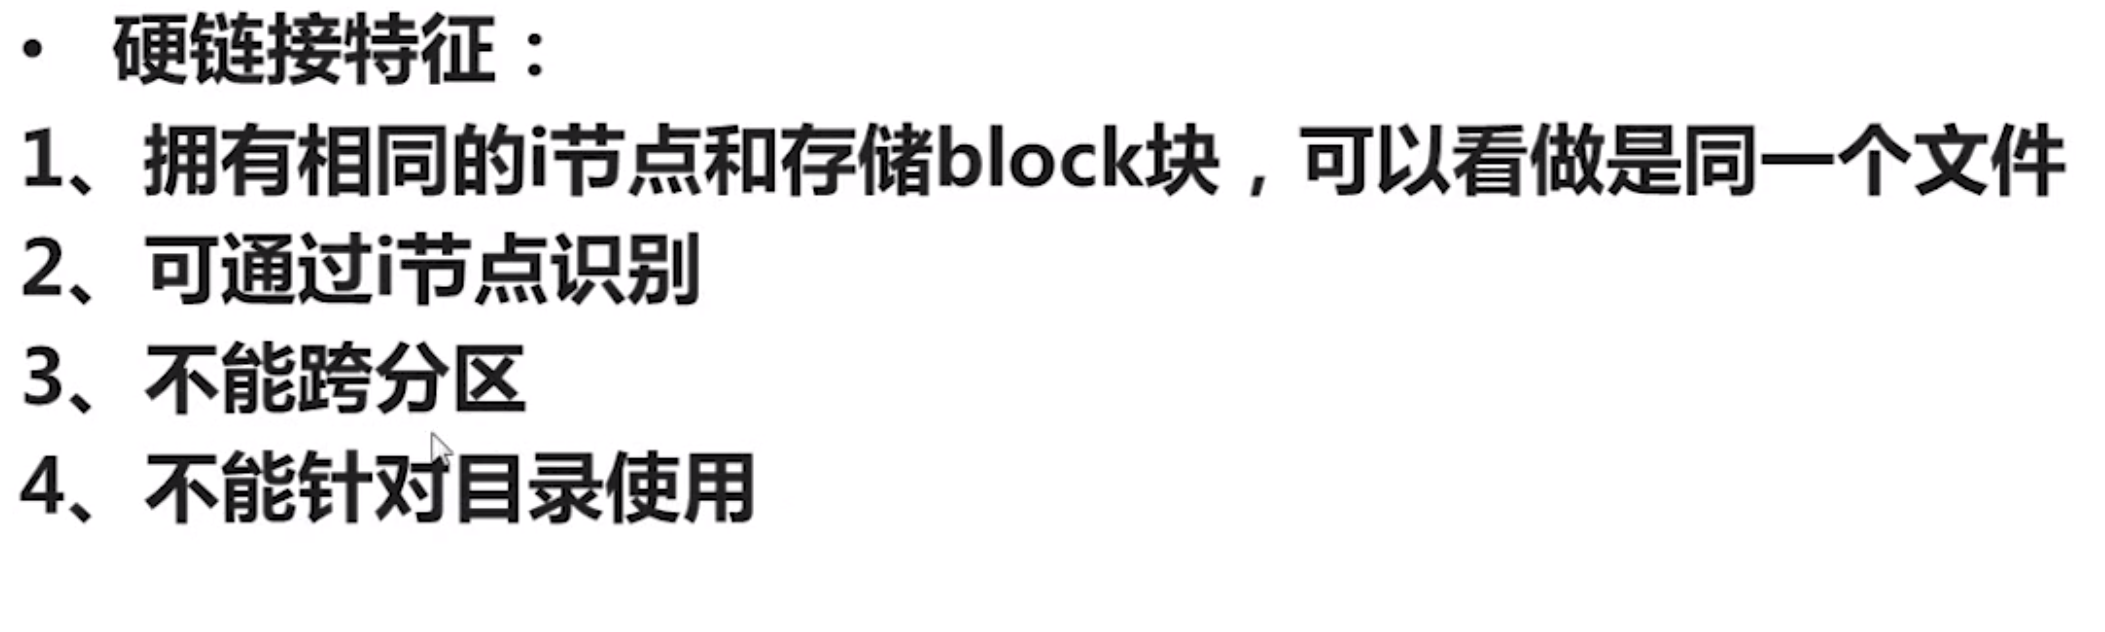 • 硬链接特征：
1、拥有相同的i节点和存储block块，可以看做是同一个文件
2、可通过i节点识别
3、不能跨分区
4、不能针对目录使用